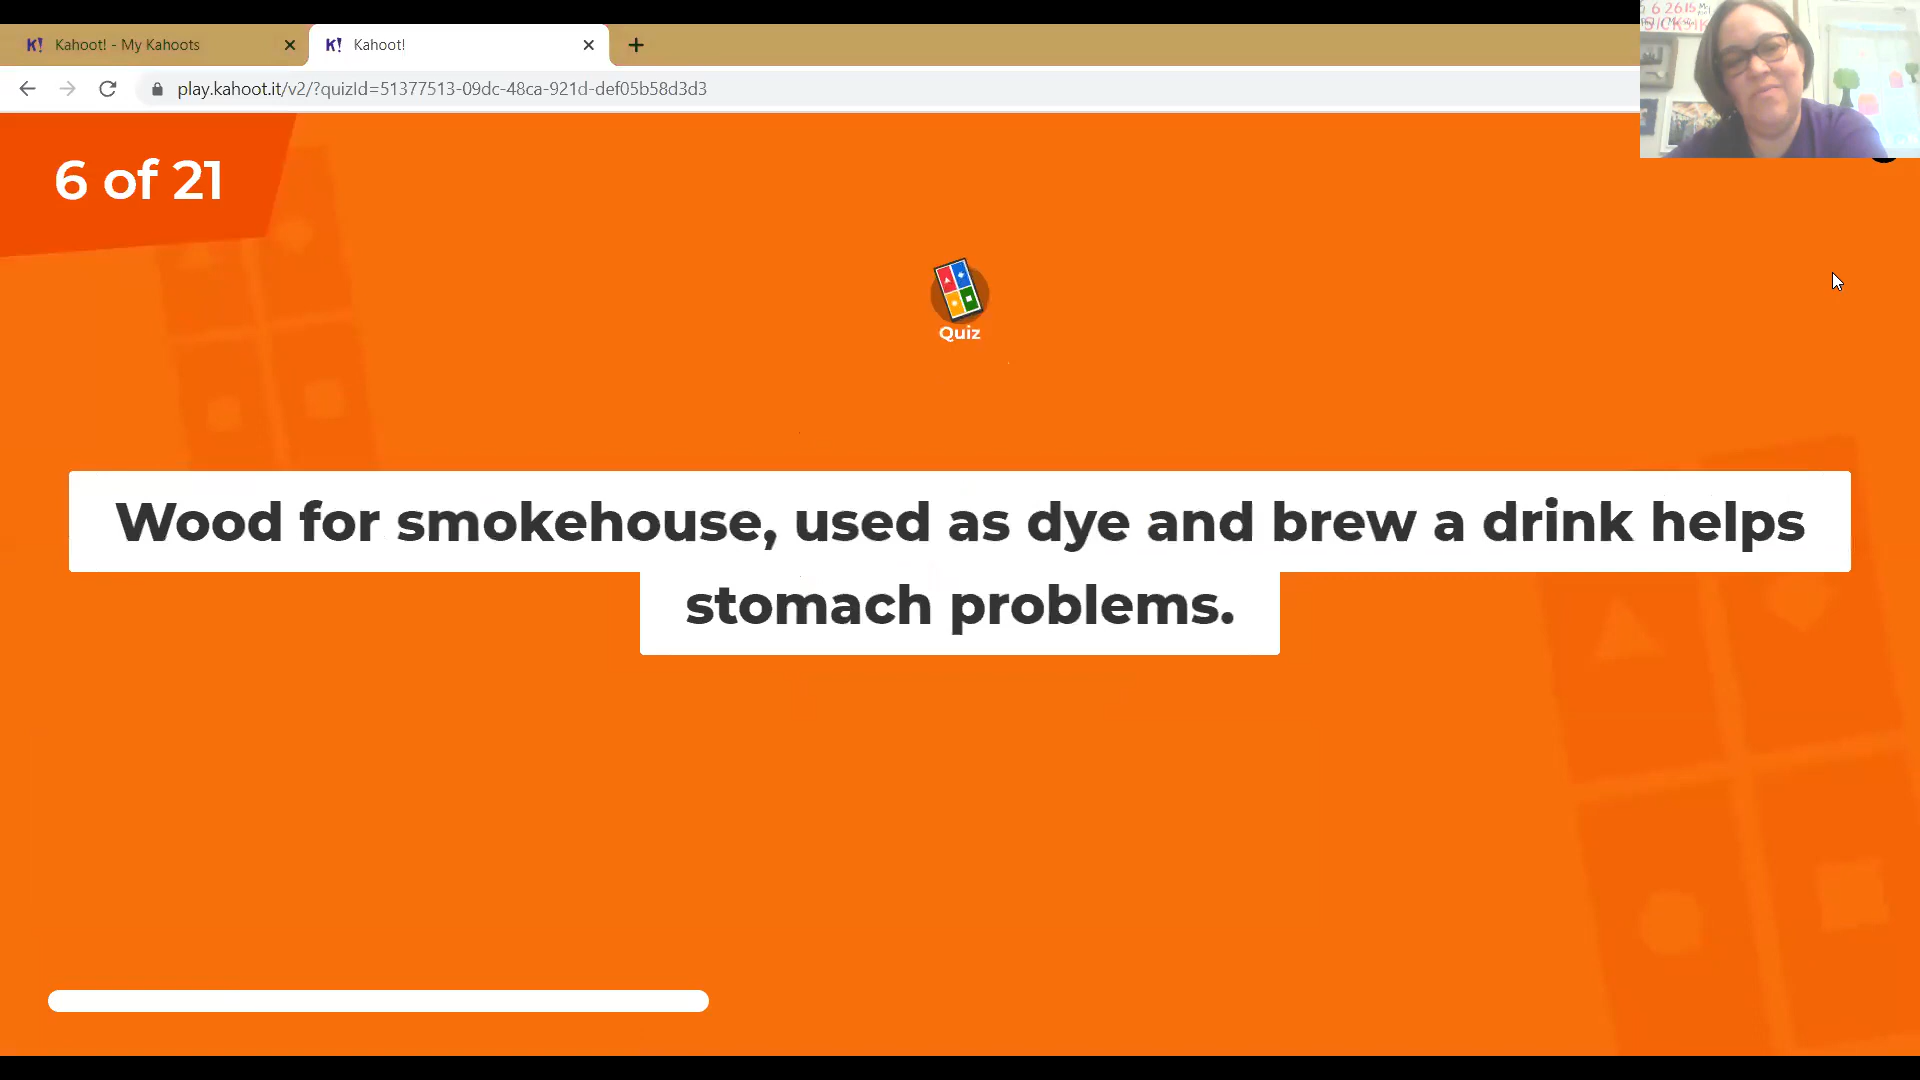 Kahoot! - My Kahoots
Kahoot!
play.kahoot.it/v2/?quizId=51377513-09dc-48ca-921d-def05b58d3d3
6 of 21
Quiz
Wood for smokehouse, used as dye and brew a drink helps
stomach problems.